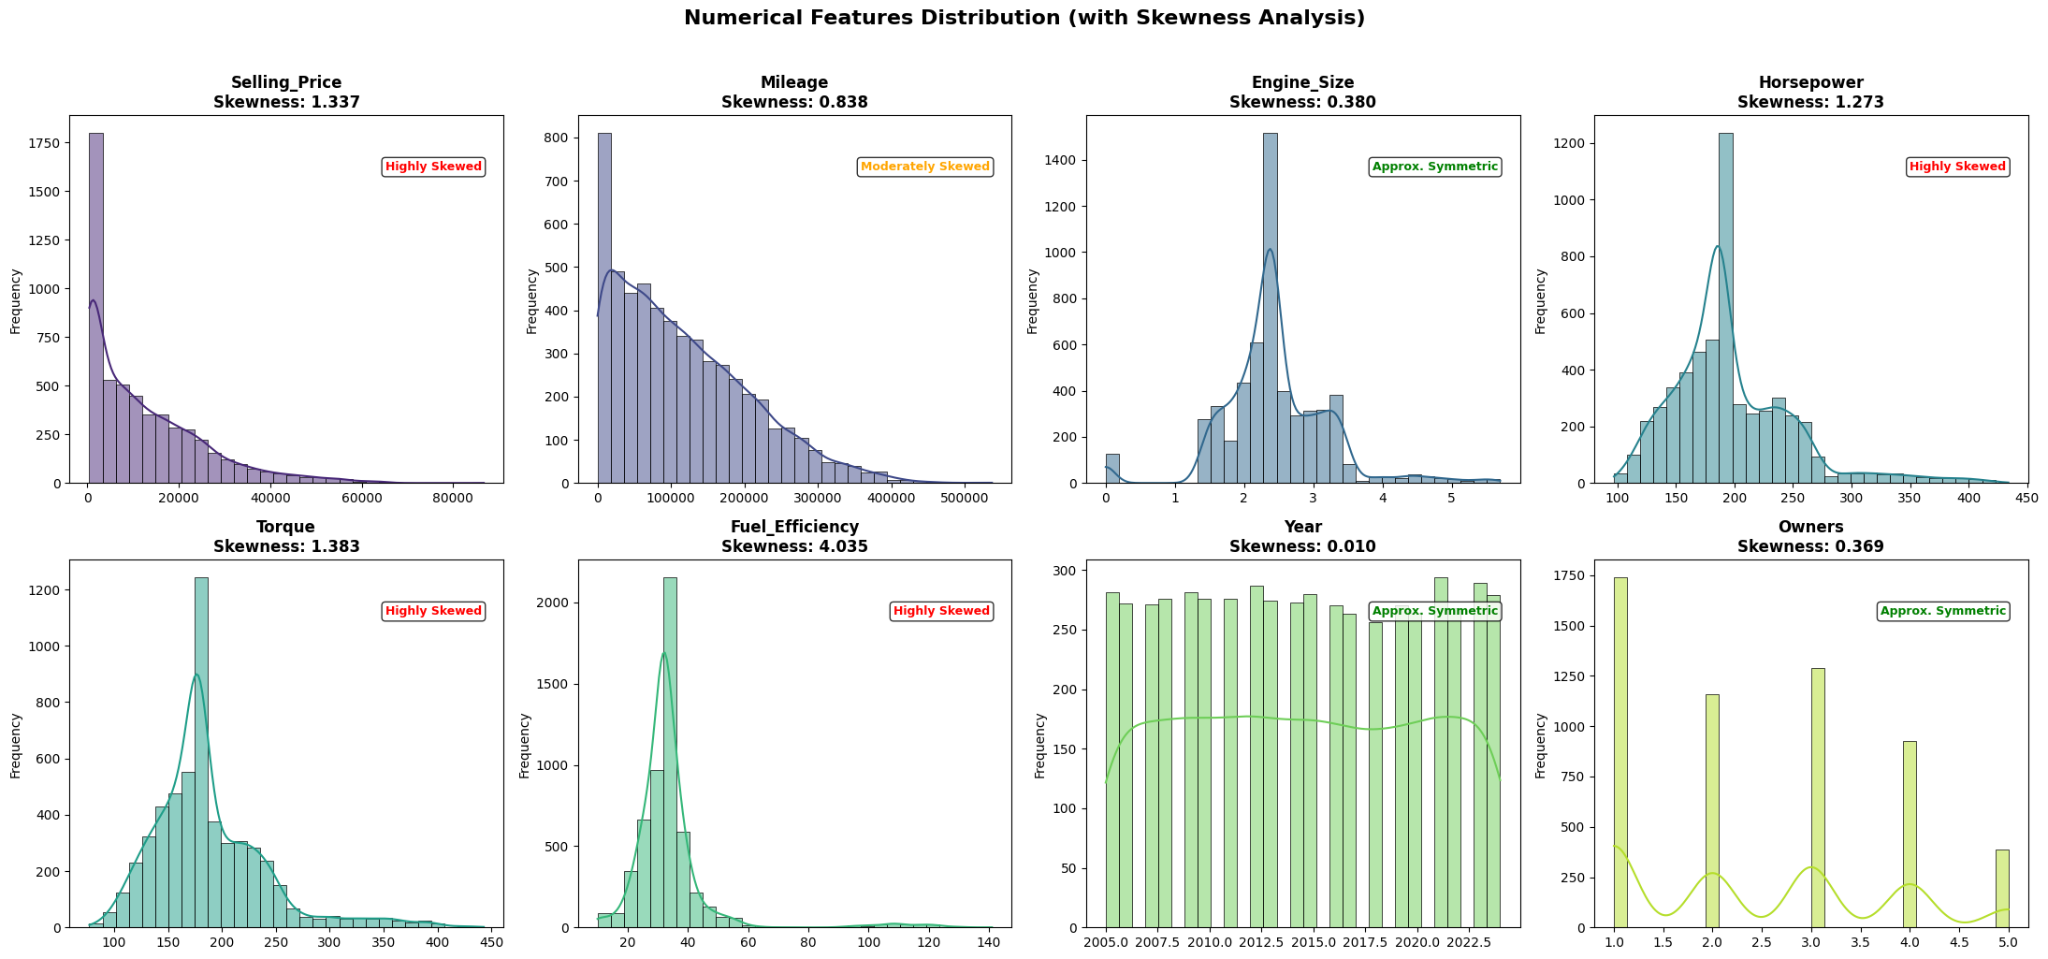 Numerical Features Distribution (with Skewness Analysis)
Selling_Price
Skewness: 1.337
Highly Skewed
Frequency
1750
1500
1250
1000
750
500
250
0
0 20000 40000 60000 80000
Mileage
Skewness: 0.838
Moderately Skewed
Frequency
800
700
600
500
400
300
200
100
0
0 100000 200000 300000 400000 500000
Engine_Size
Skewness: 0.380
Approx. Symmetric
Frequency
1400
1200
1000
800
600
400
200
0
0 1 2 3 4 5
Horsepower
Skewness: 1.273
Highly Skewed
Frequency
1200
1000
800
600
400
200
0
100 150 200 250 300 350 400 450
Torque
Skewness: 1.383
Highly Skewed
Frequency
1200
1000
800
600
400
200
0
100 150 200 250 300 350 400 450
Fuel_Efficiency
Skewness: 4.035
Highly Skewed
Frequency
2000
1500
1000
500
0
20 40 60 80 100 120 140
Year
Skewness: 0.010
Approx. Symmetric
Frequency
300
250
200
150
100
50
0
2005.0 2007.5 2010.0 2012.5 2015.0 2017.5 2020.0 2022.5
Owners
Skewness: 0.369
Approx. Symmetric
Frequency
1750
1500
1250
1000
750
500
250
0
1.0 1.5 2.0 2.5 3.0 3.5 4.0 4.5 5.0